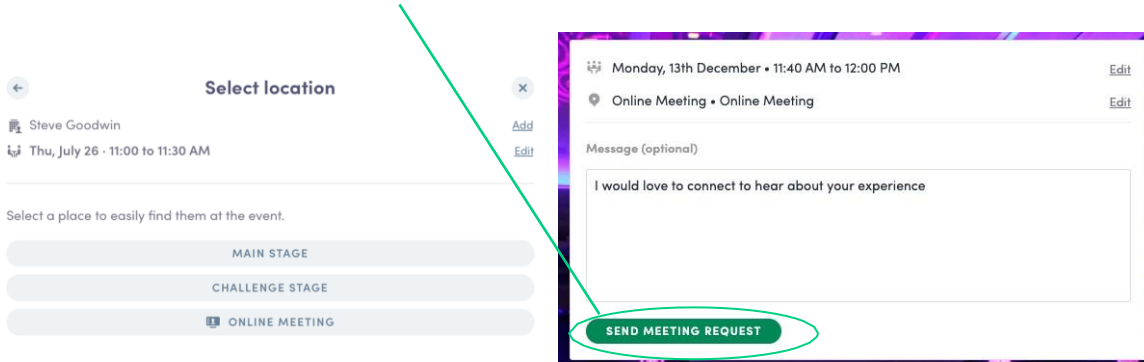 Select location
Steve Goodwin Add
Thu, July 26 · 11:00 to 11:30 AM Edit
Select a place to easily find them at the event.
MAIN STAGE
CHALLENGE STAGE
ONLINE MEETING
Monday, 13th December • 11:40 AM to 12:00 PM Edit
Online Meeting • Online Meeting Edit
Message (optional)
I would love to connect to hear about your experience
SEND MEETING REQUEST